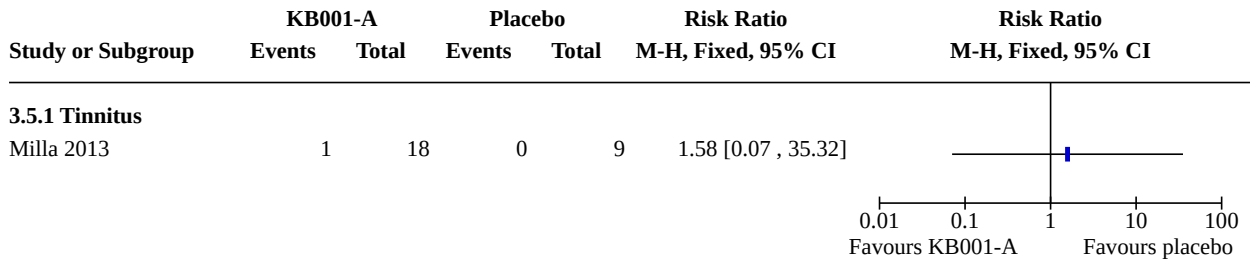 KB001-A Placebo Risk Ratio Risk Ratio
Study or Subgroup Events Total Events Total M-H, Fixed, 95% CI M-H, Fixed, 95% CI
3.5.1 Tinnitus
Milla 2013 1 18 0 9 1.58 [0.07 , 35.32]
0.01 0.1 1 10 100
Favours KB001-A Favours placebo